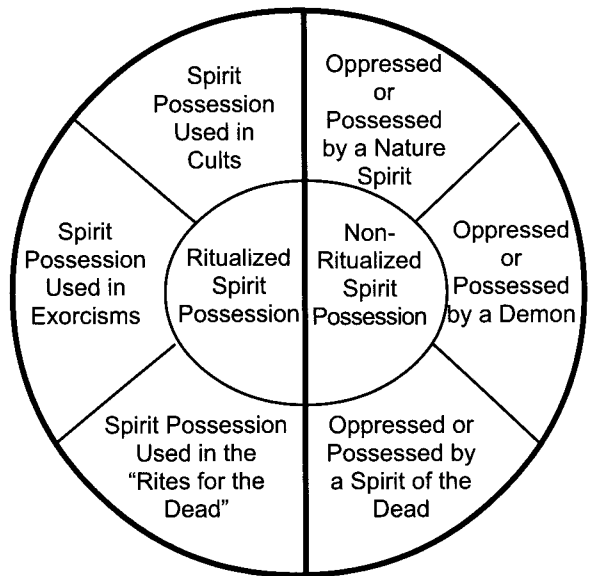 Spirit
Possession
Used in
Cults
Oppressed
or
Possessed
by a Nature
Spirit
Spirit
Possession
Used in
Exorcisms
Ritualized
Spirit
Possession
Non-
Ritualized
Spirit
Possession
Oppressed
or
Possessed
by a Demon
Spirit Possession
Used in the
“Rites for the
Dead”
Oppressed or
Possessed by
a Spirit of the
Dead